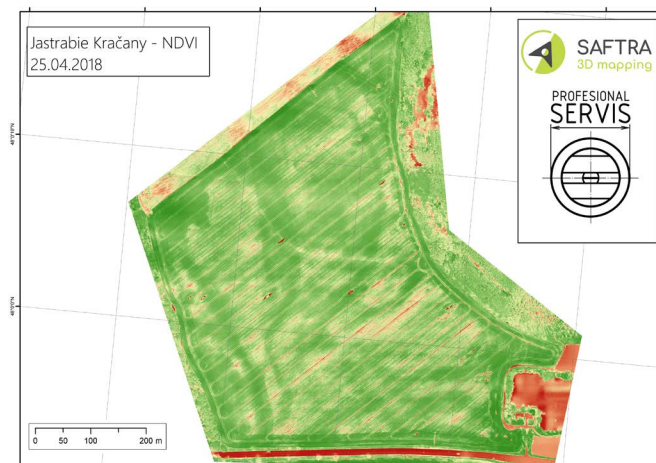 Jastrabie Kračany - NDVI
25.04.2018
SAFTRA
3D mapping
PROFESIONAL
SERVIS
0 50 100 200 m